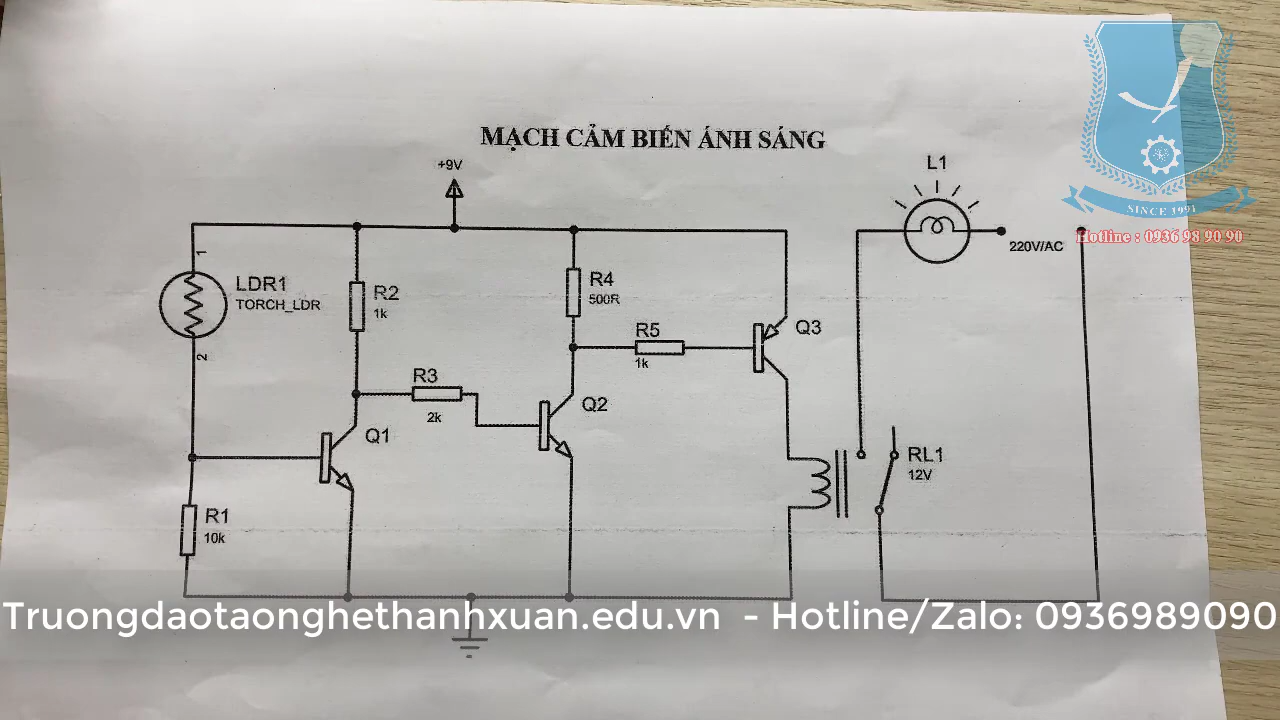 MẠCH CẢM BIẾN ÁNH SÁNG
+9V
L1
SINCE 1991
Hotline : 0936 98 90 90
220V/AC
1
LDR1
TORCH_LDR
2
R2
1k
R4
500R
R5
1k
Q3
R3
2k
Q2
Q1
RL1
12V
R1
10k
Truongdaotaonghethanhxuan.edu.vn - Hotline/Zalo: 0936989090